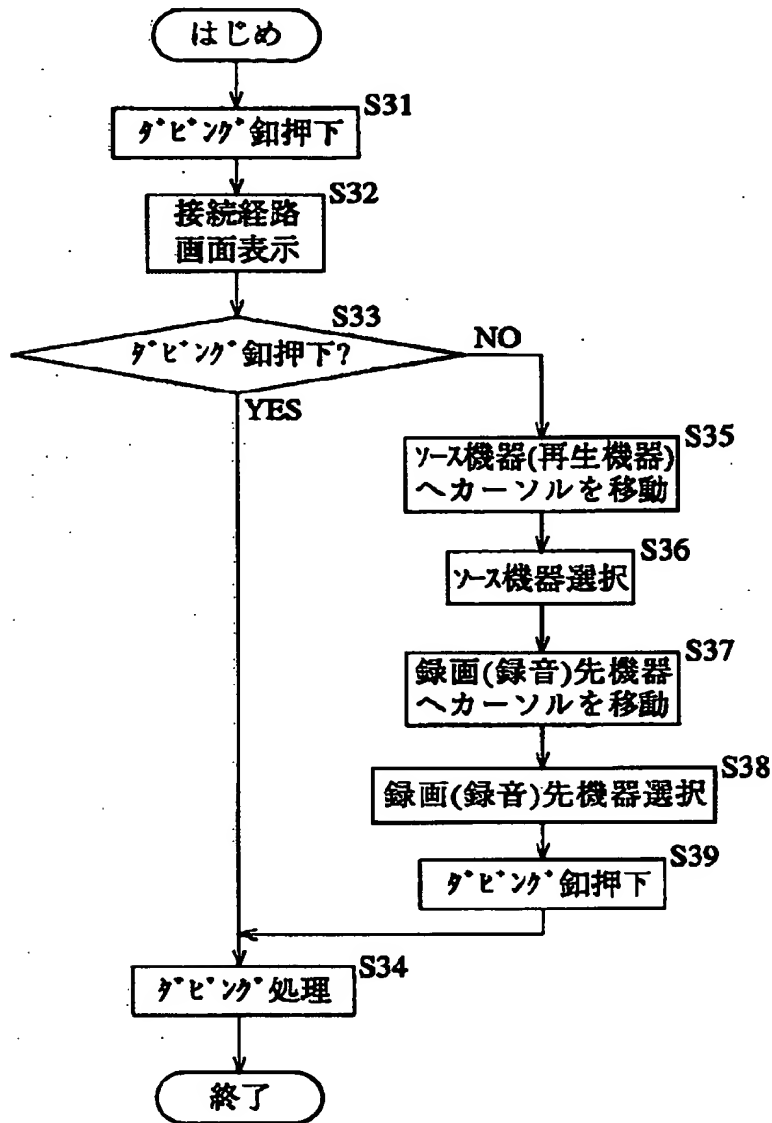 はじめ
S31
ﾀﾞﾋﾞﾝｸﾞ釦押下
S32
接続経路
画面表示
S33
ﾀﾞﾋﾞﾝｸﾞ釦押下?
NO
YES
S35
ｿｰｽ機器(再生機器)
へカーソルを移動
S36
ｿｰｽ機器選択
S37
録画(録音)先機器
へカーソルを移動
S38
録画(録音)先機器選択
S39
ﾀﾞﾋﾞﾝｸﾞ釦押下
S34
ﾀﾞﾋﾞﾝｸﾞ処理
終了